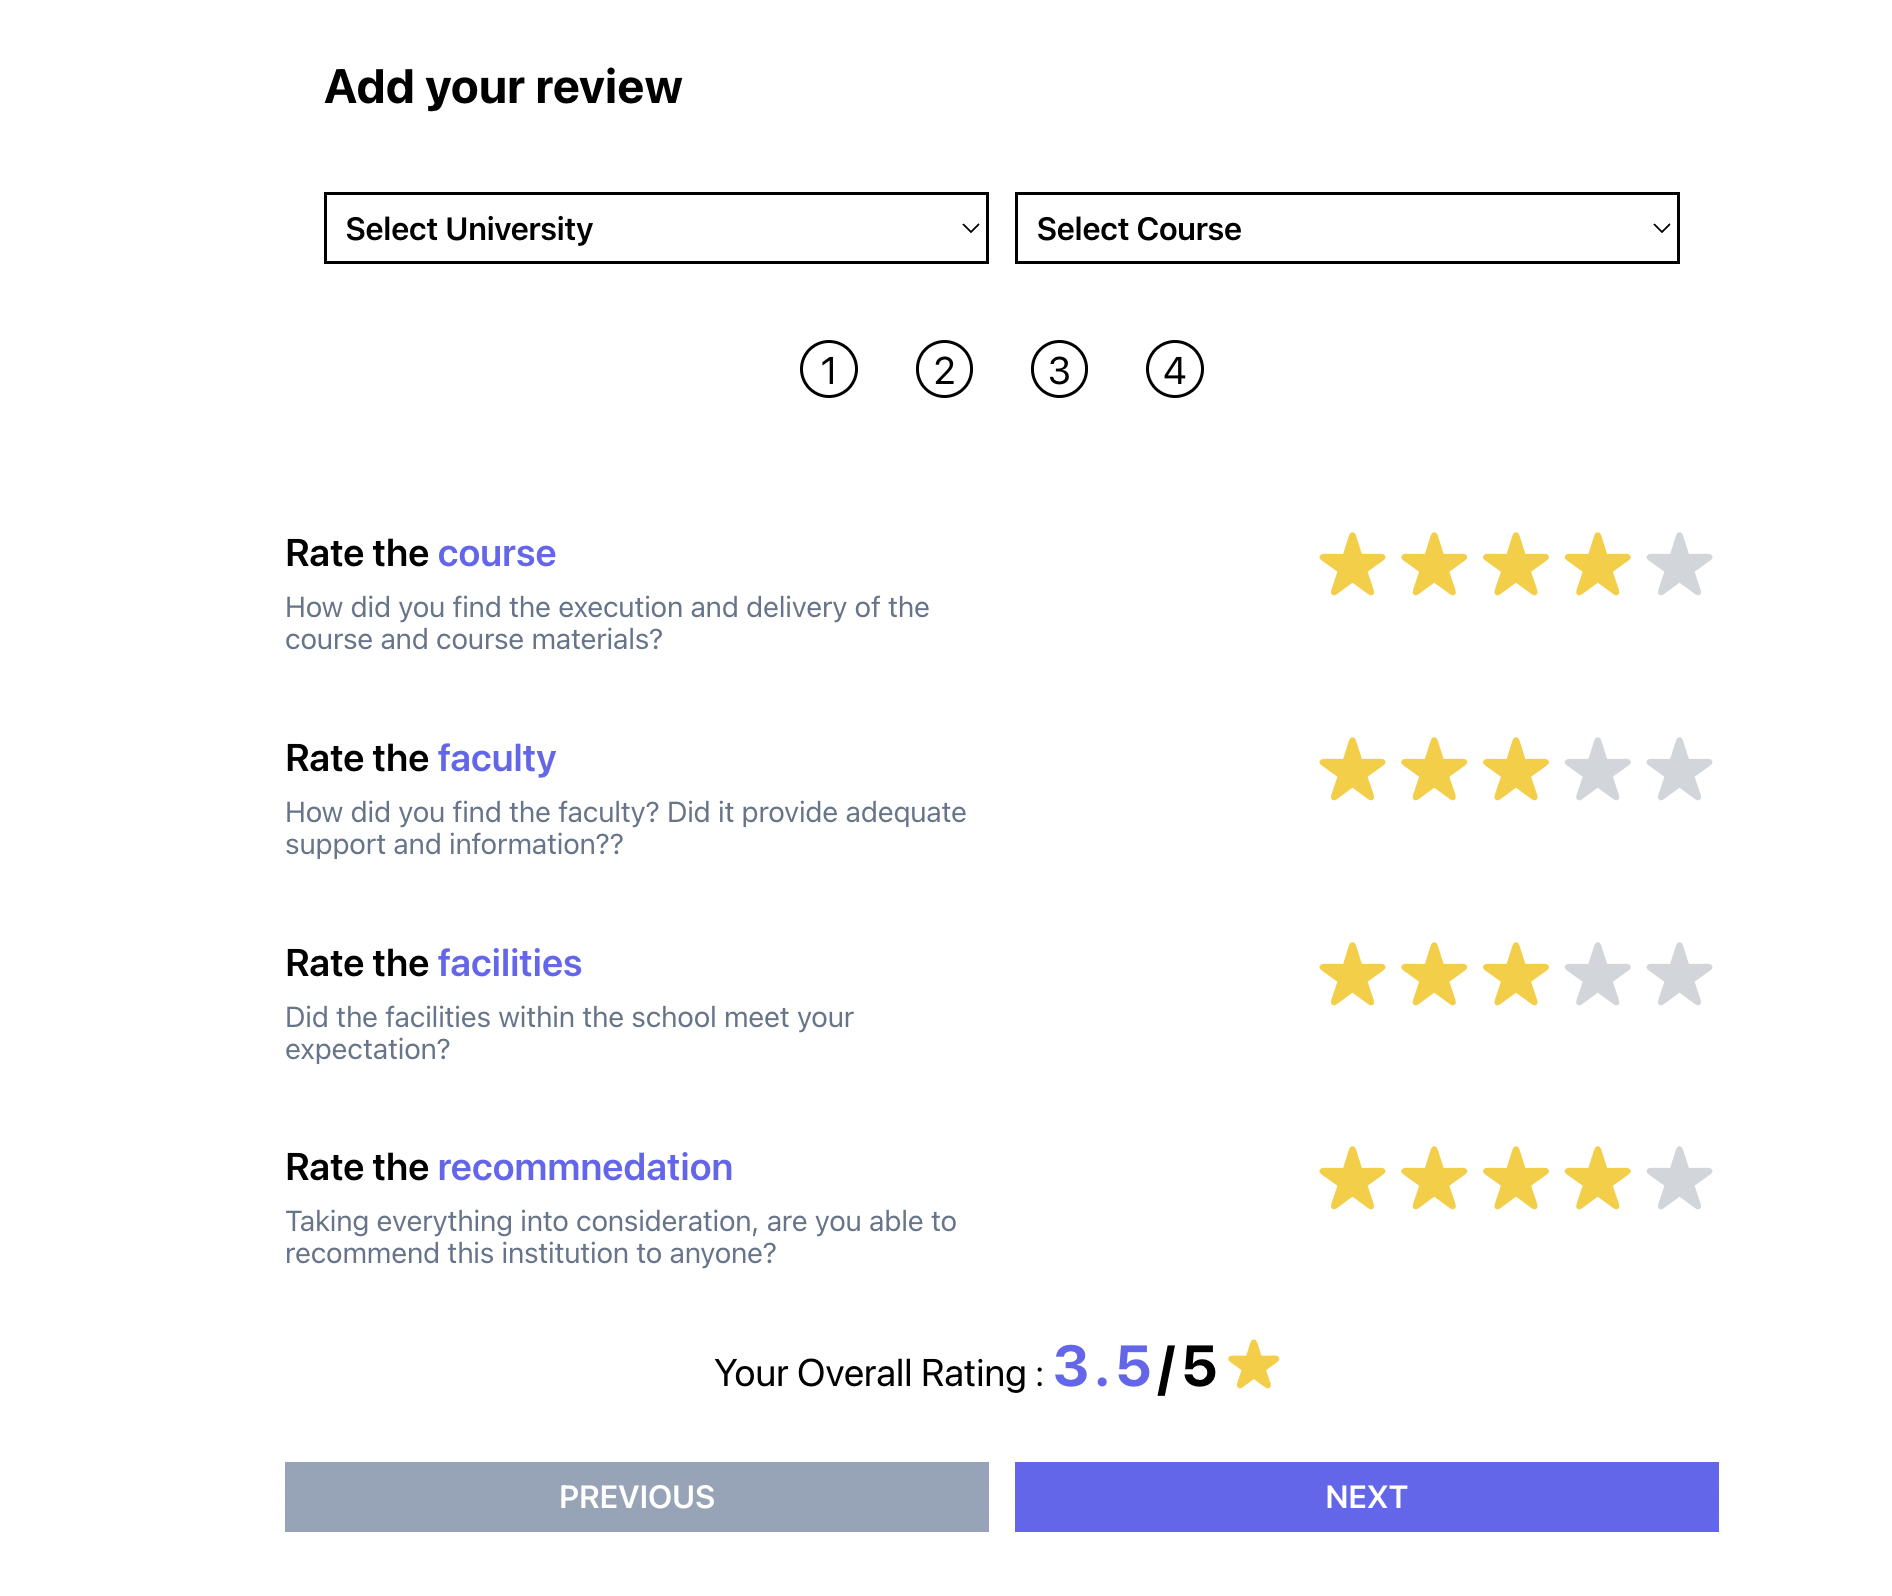 Add your review
Select University
Select Course
1 2 3 4
Rate the course
How did you find the execution and delivery of the
course and course materials?
Rate the faculty
How did you find the faculty? Did it provide adequate
support and information??
Rate the facilities
Did the facilities within the school meet your
expectation?
Rate the recommnedation
Taking everything into consideration, are you able to
recommend this institution to anyone?
Your Overall Rating : 3.5/5
PREVIOUS
NEXT